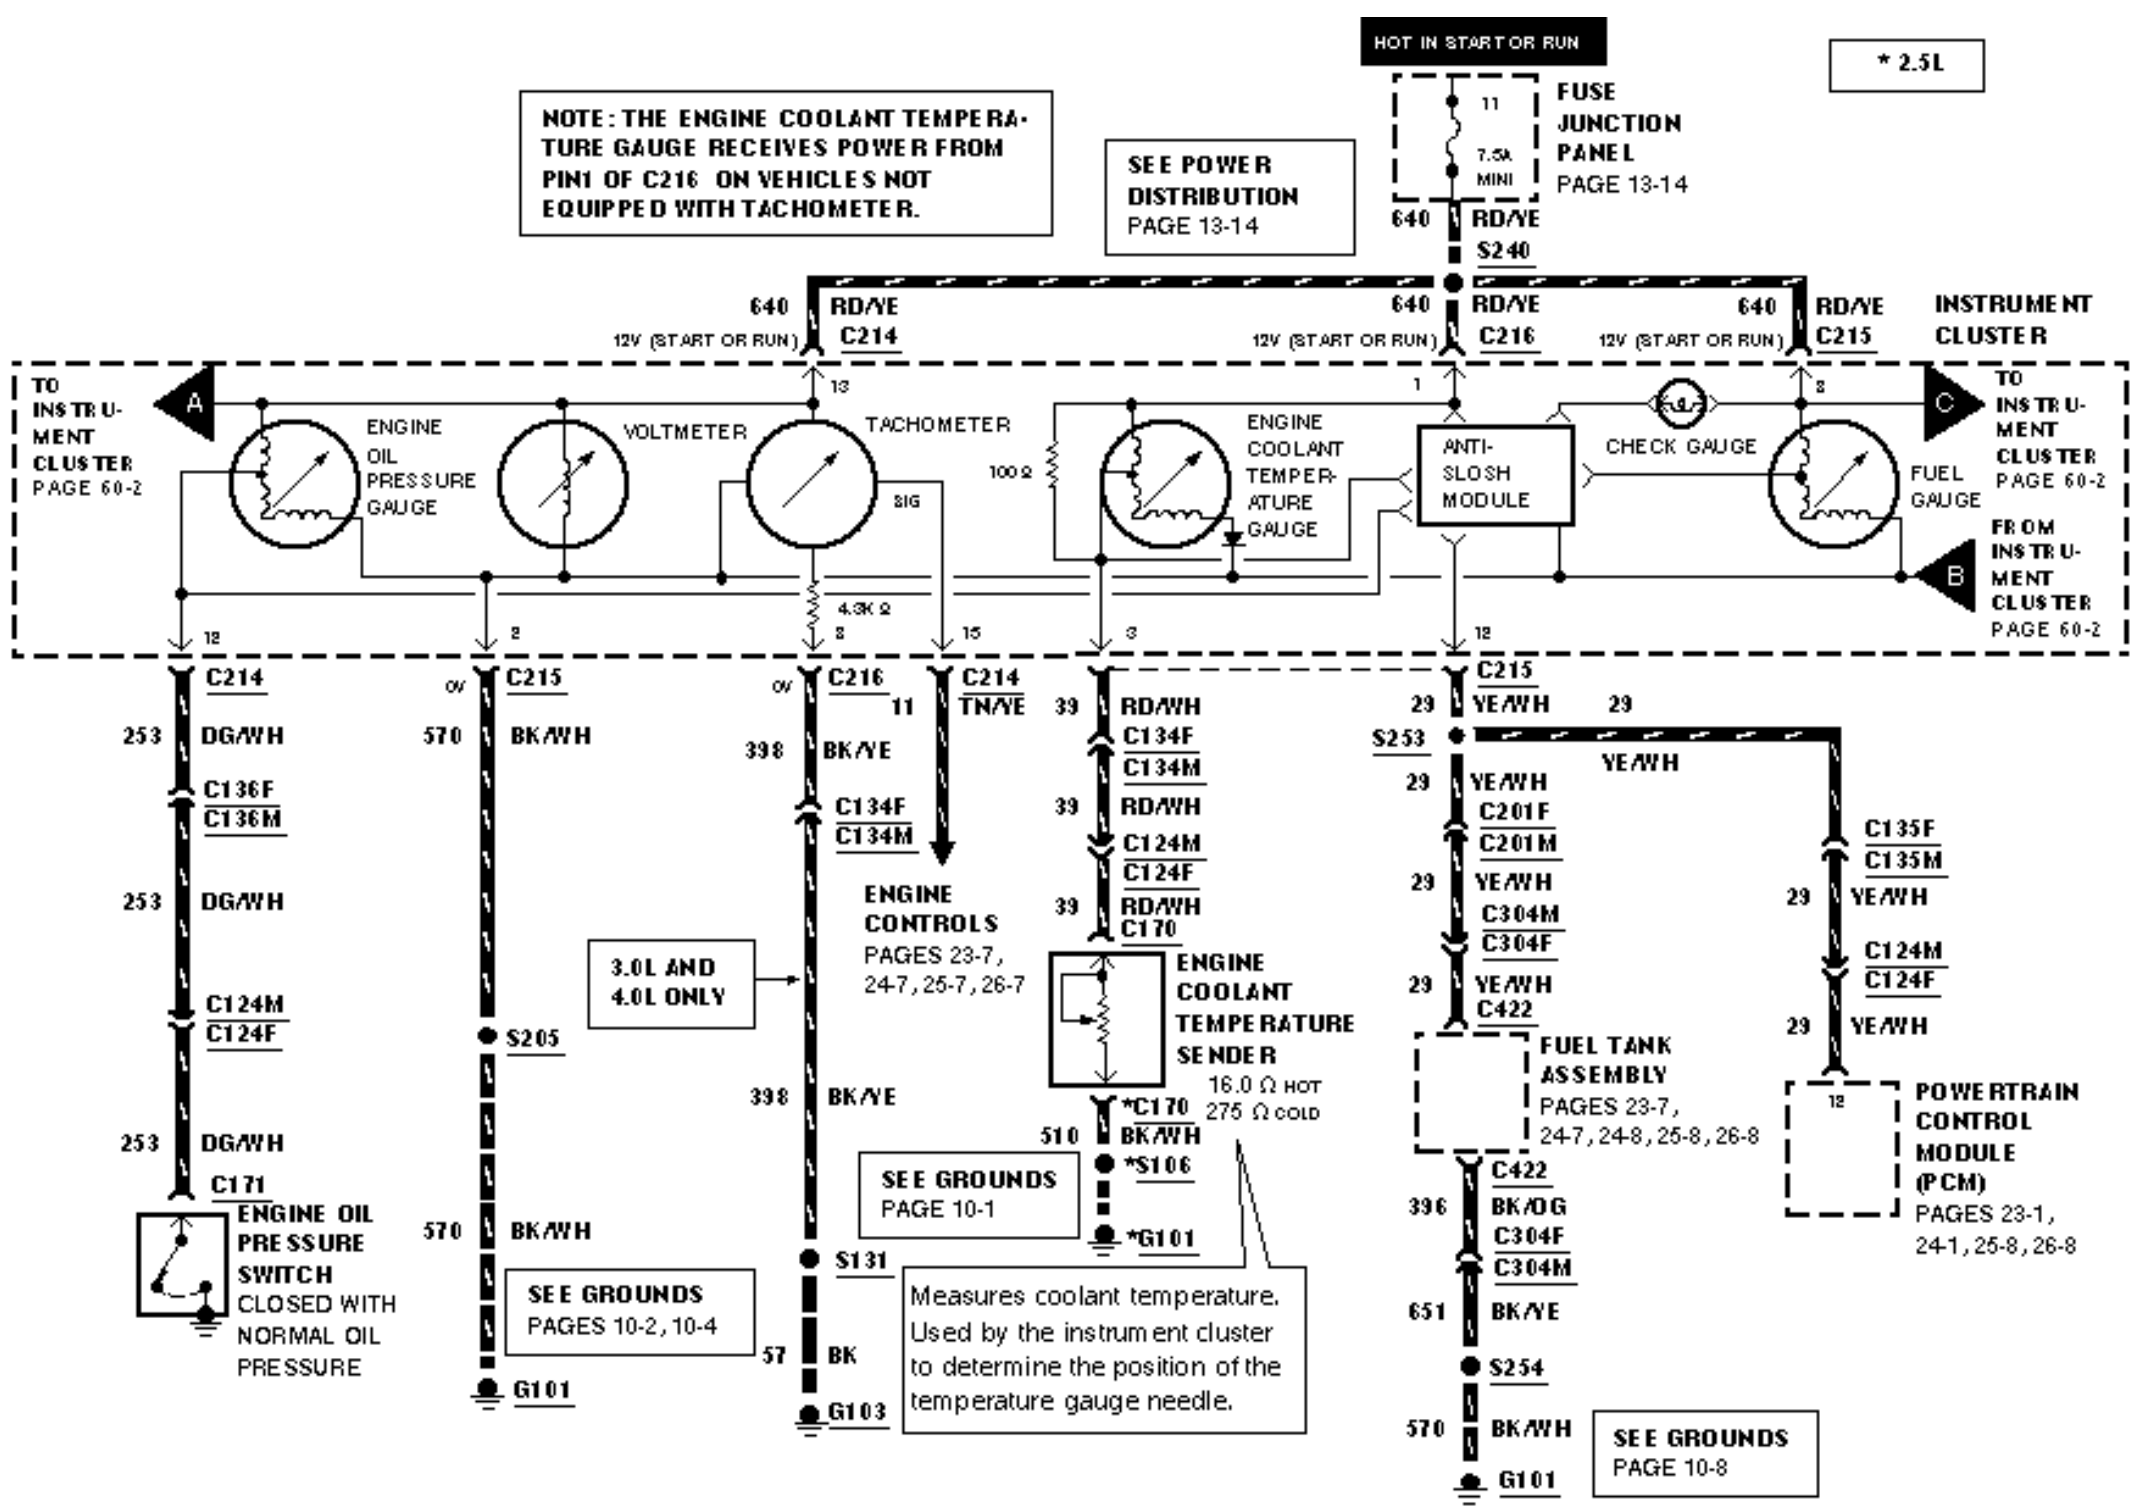 HOT IN START OR RUN
* 2.5L
11
7.5A
MINI
FUSE
JUNCTION
PANEL
PAGE 13-14
NOTE: THE ENGINE COOLANT TEMPERA-
TURE GAUGE RECEIVES POWER FROM
PIN1 OF C216 ON VEHICLES NOT
EQUIPPED WITH TACHOMETER.
SEE POWER
DISTRIBUTION
PAGE 13-14
640 RD/YE
S240
640 RD/YE
12V (START OR RUN) C214
640 RD/YE
12V (START OR RUN) C216
640 RD/YE
12V (START OR RUN) C215
INSTRUMENT
CLUSTER
TO
INSTRU-
MENT
CLUSTER
PAGE 60-2
A
13
1
2
C
TO
INSTRU-
MENT
CLUSTER
PAGE 60-2
ENGINE
OIL
PRESSURE
GAUGE
VOLTMETER
TACHOMETER
SIG
100 Ω
ENGINE
COOLANT
TEMPER-
ATURE
GAUGE
ANTI-
SLOSH
MODULE
CHECK GAUGE
FUEL
GAUGE
FROM
INSTRU-
MENT
CLUSTER
PAGE 60-2
B
4.3K Ω
12
2
2
15
3
12
C214
0V C215
0V C216
C214
C215
11 TN/YE
39 RD/WH
29 YE/WH
29
253 DG/WH
570 BK/WH
398 BK/YE
C134F
C134M
S253
YE/WH
C136F
C136M
C134F
C134M
39 RD/WH
29 YE/WH
C201F
C201M
C135F
C135M
C124M
C124F
253 DG/WH
ENGINE
CONTROLS
PAGES 23-7,
24-7, 25-7, 26-7
39 RD/WH
C170
29 YE/WH
C304M
C304F
29 YE/WH
C124M
C124F
3.0L AND
4.0L ONLY
ENGINE
COOLANT
TEMPERATURE
SENDER
16.0 Ω HOT
275 Ω COLD
29 YE/WH
C422
C124M
C124F
S205
FUEL TANK
ASSEMBLY
PAGES 23-7,
24-7, 24-8, 25-8, 26-8
29 YE/WH
12
POWERTRAIN
CONTROL
MODULE
(PCM)
PAGES 23-1,
24-1, 25-8, 26-8
398 BK/YE
*C170
510 BK/WH
*S106
*G101
253 DG/WH
C171
ENGINE OIL
PRESSURE
SWITCH
CLOSED WITH
NORMAL OIL
PRESSURE
570 BK/WH
SEE GROUNDS
PAGE 10-1
C422
396 BK/OG
C304F
C304M
S131
SEE GROUNDS
PAGES 10-2, 10-4
Measures coolant temperature.
Used by the instrument cluster
to determine the position of the
temperature gauge needle.
651 BK/YE
57 BK
S254
G101
G103
570 BK/WH
G101
SEE GROUNDS
PAGE 10-8